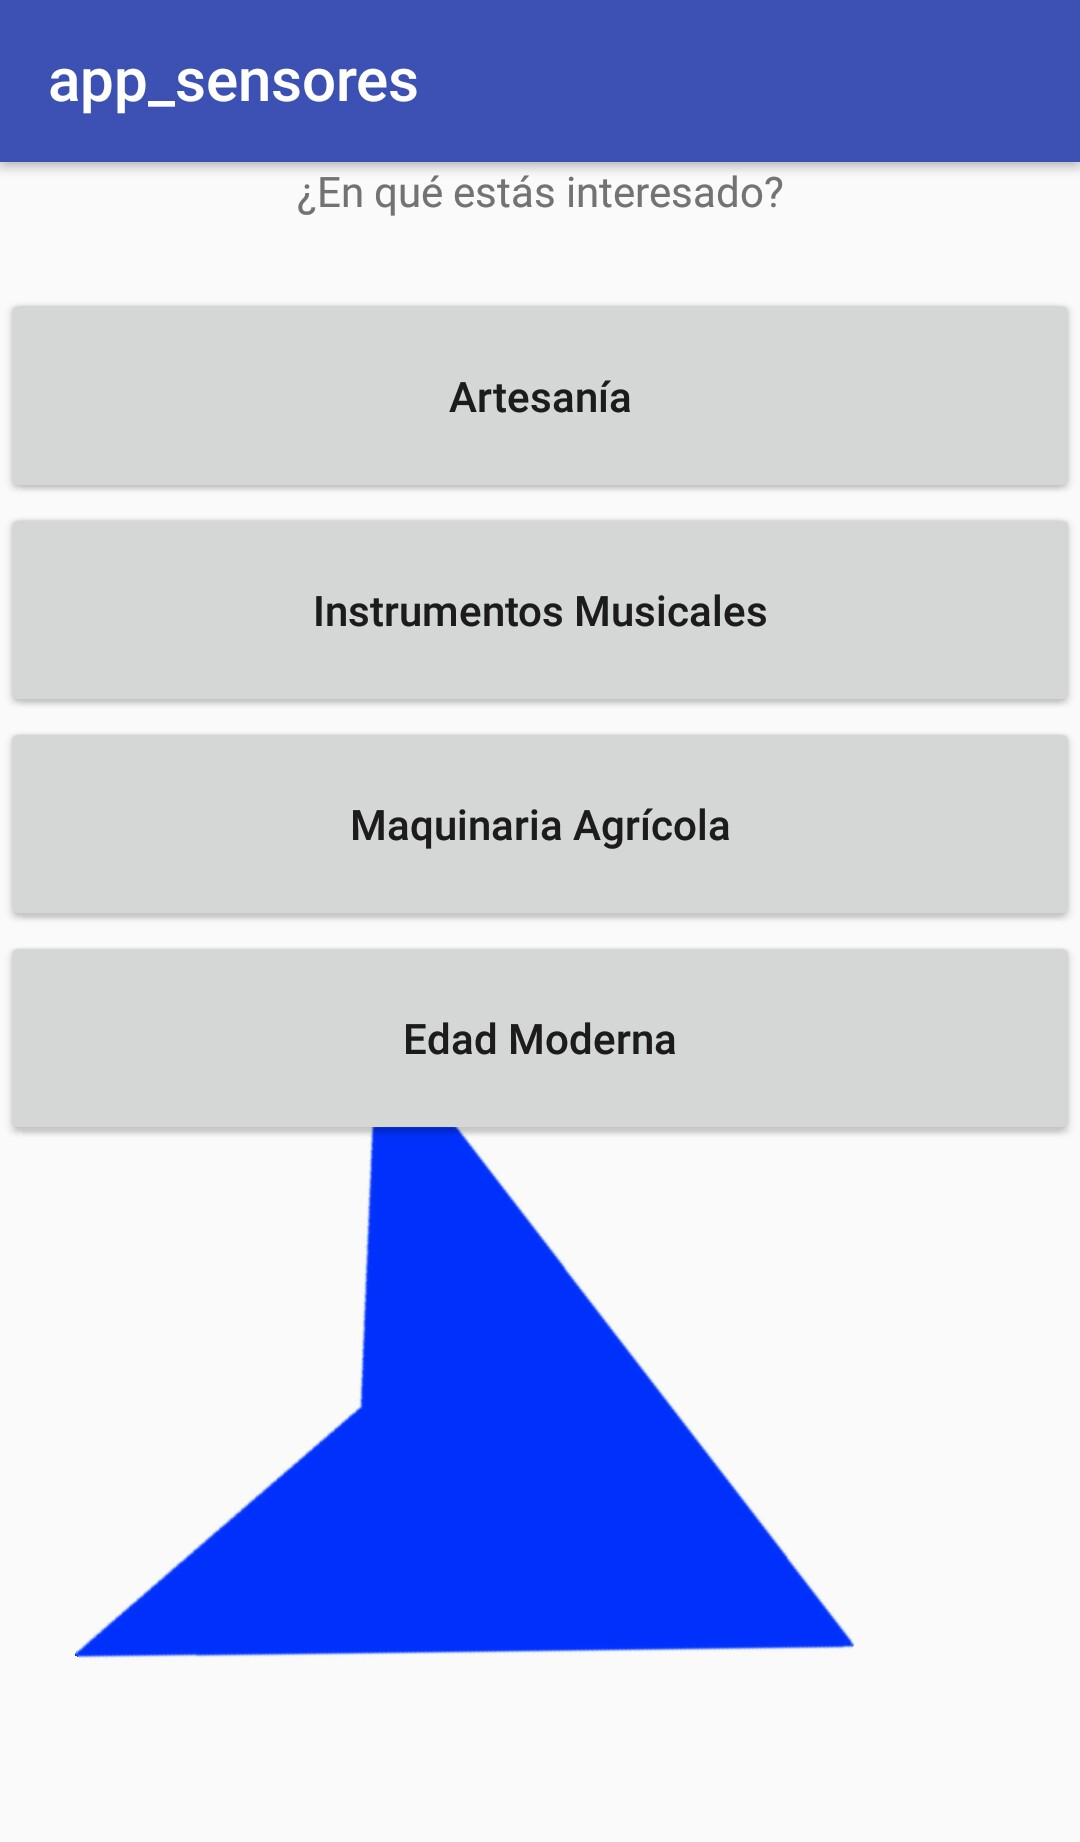 app_sensores
¿En qué estás interesado?
Artesanía
Instrumentos Musicales
Maquinaria Agrícola
Edad Moderna